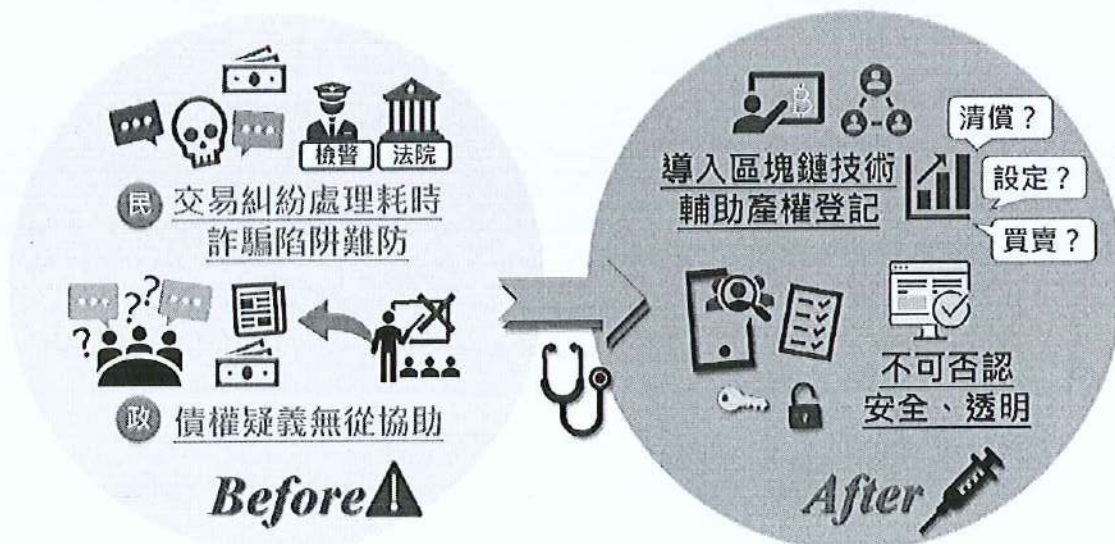 檢警
法院
民
交易糾紛處理耗時
詐騙陷阱難防
?
?
?
?
政
債權疑義無從協助
Before
導入區塊鏈技術
輔助產權登記
清償？
設定？
買賣？
不可否認
安全、透明
After